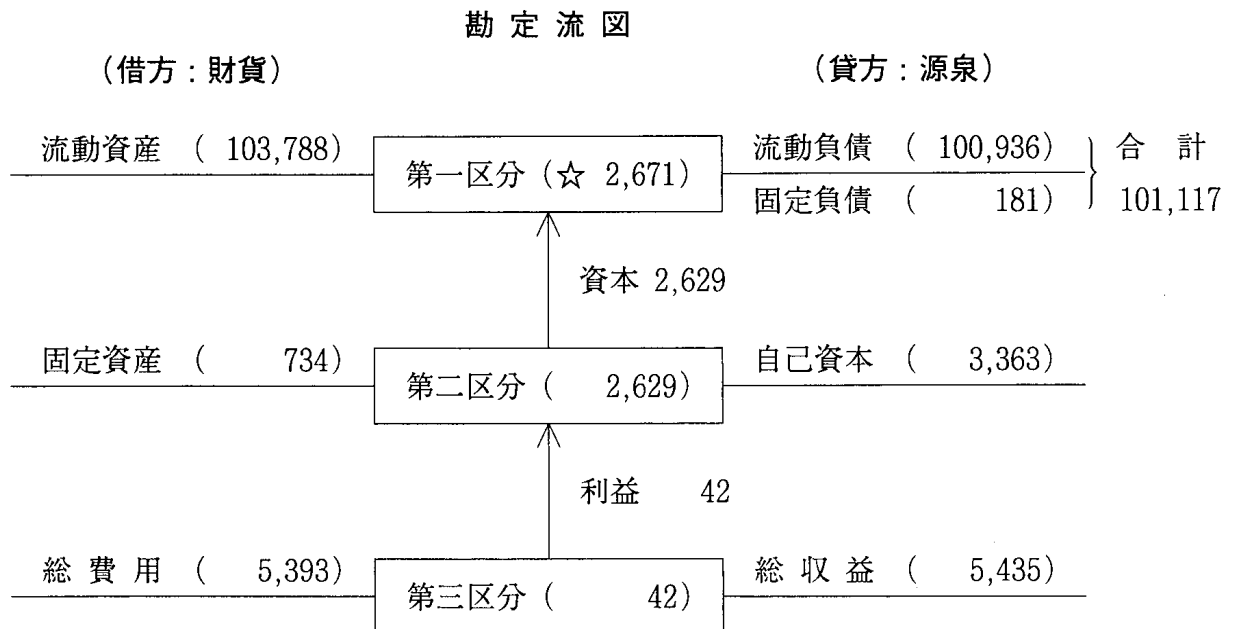 勘定流図
(借方：財貨) (貸方：源泉)
流動資産 ( 103,788) 第一区分 (☆ 2,671) 流動負債 ( 100,936) 合計
固定負債 ( 181) 101,117
資本 2,629
固定資産 ( 734) 第二区分 ( 2,629) 自己資本 ( 3,363)
利益 42
総費用 ( 5,393) 第三区分 ( 42) 総収益 ( 5,435)